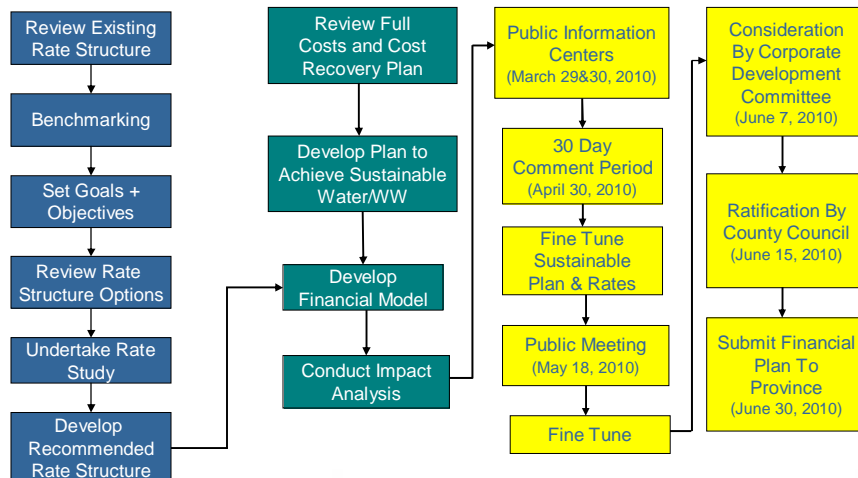 Review Existing
Rate Structure
Benchmarking
Set Goals +
Objectives
Review Rate
Structure Options
Undertake Rate
Study
Develop
Recommended
Rate Structure
Review Full
Costs and Cost
Recovery Plan
Develop Plan to
Achieve Sustainable
Water/WW
Develop
Financial Model
Conduct Impact
Analysis
Public Information
Centers
(March 29&30, 2010)
30 Day
Comment Period
(April 30, 2010)
Fine Tune
Sustainable
Plan & Rates
Public Meeting
(May 18, 2010)
Fine Tune
Consideration
By Corporate
Development
Committee
(June 7, 2010)
Ratification By
County Council
(June 15, 2010)
Submit Financial
Plan To
Province
(June 30, 2010)